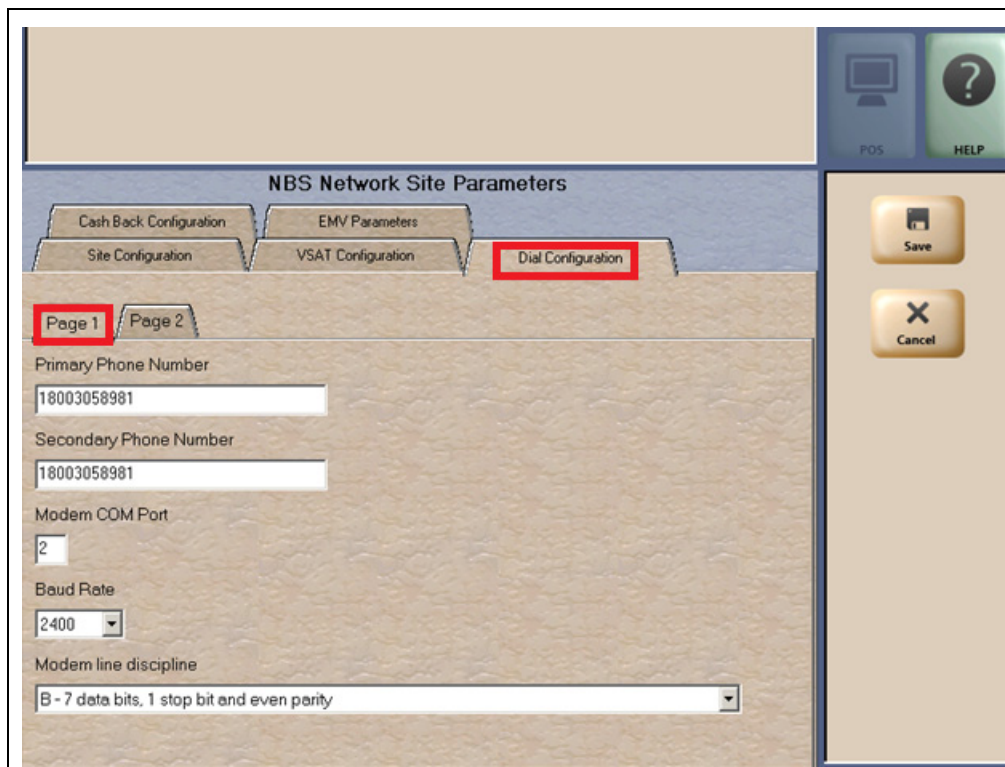 POS
HELP
NBS Network Site Parameters
Cash Back Configuration
EMV Parameters
Site Configuration
VSAT Configuration
Dial Configuration
Save
Cancel
Page 1
Page 2
Primary Phone Number
18003058981
Secondary Phone Number
18003058981
Modem COM Port
2
Baud Rate
2400
Modem line discipline
B - 7 data bits, 1 stop bit and even parity